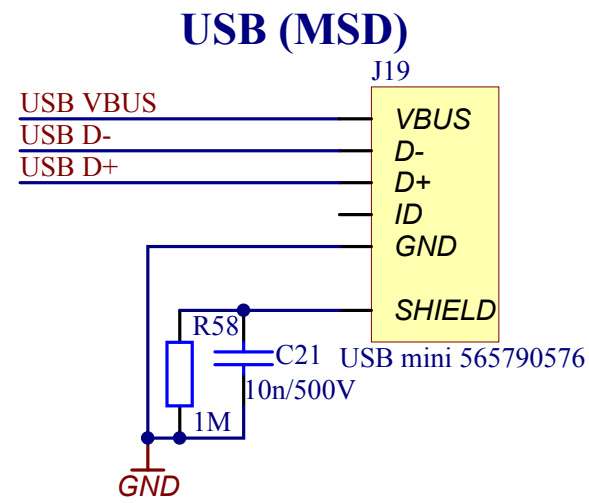 USB (MSD)
J19
USB VBUS
VBUS
USB D-
D-
USB D+
D+
ID
GND
SHIELD
R58
C21
USB mini 565790576
10n/500V
1M
GND